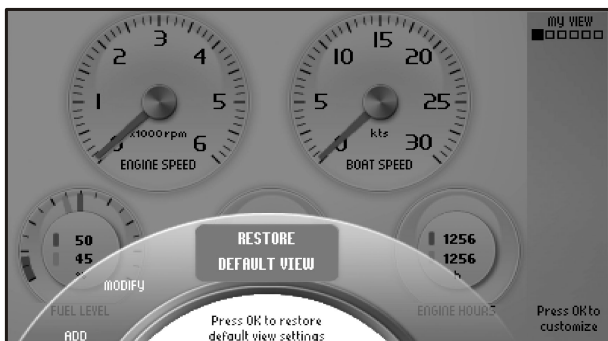 MY VIEW
3
2
4
1
5
0
6
x1000rpm
ENGINE SPEED
15
10
20
5
25
0
30
kts
BOAT SPEED
50
45
FUEL LEVEL
1256
1256
h
ENGINE HOURS
RESTORE
DEFAULT VIEW
MODIFY
ADD
Press OK to restore
default view settings
Press OK to
customize